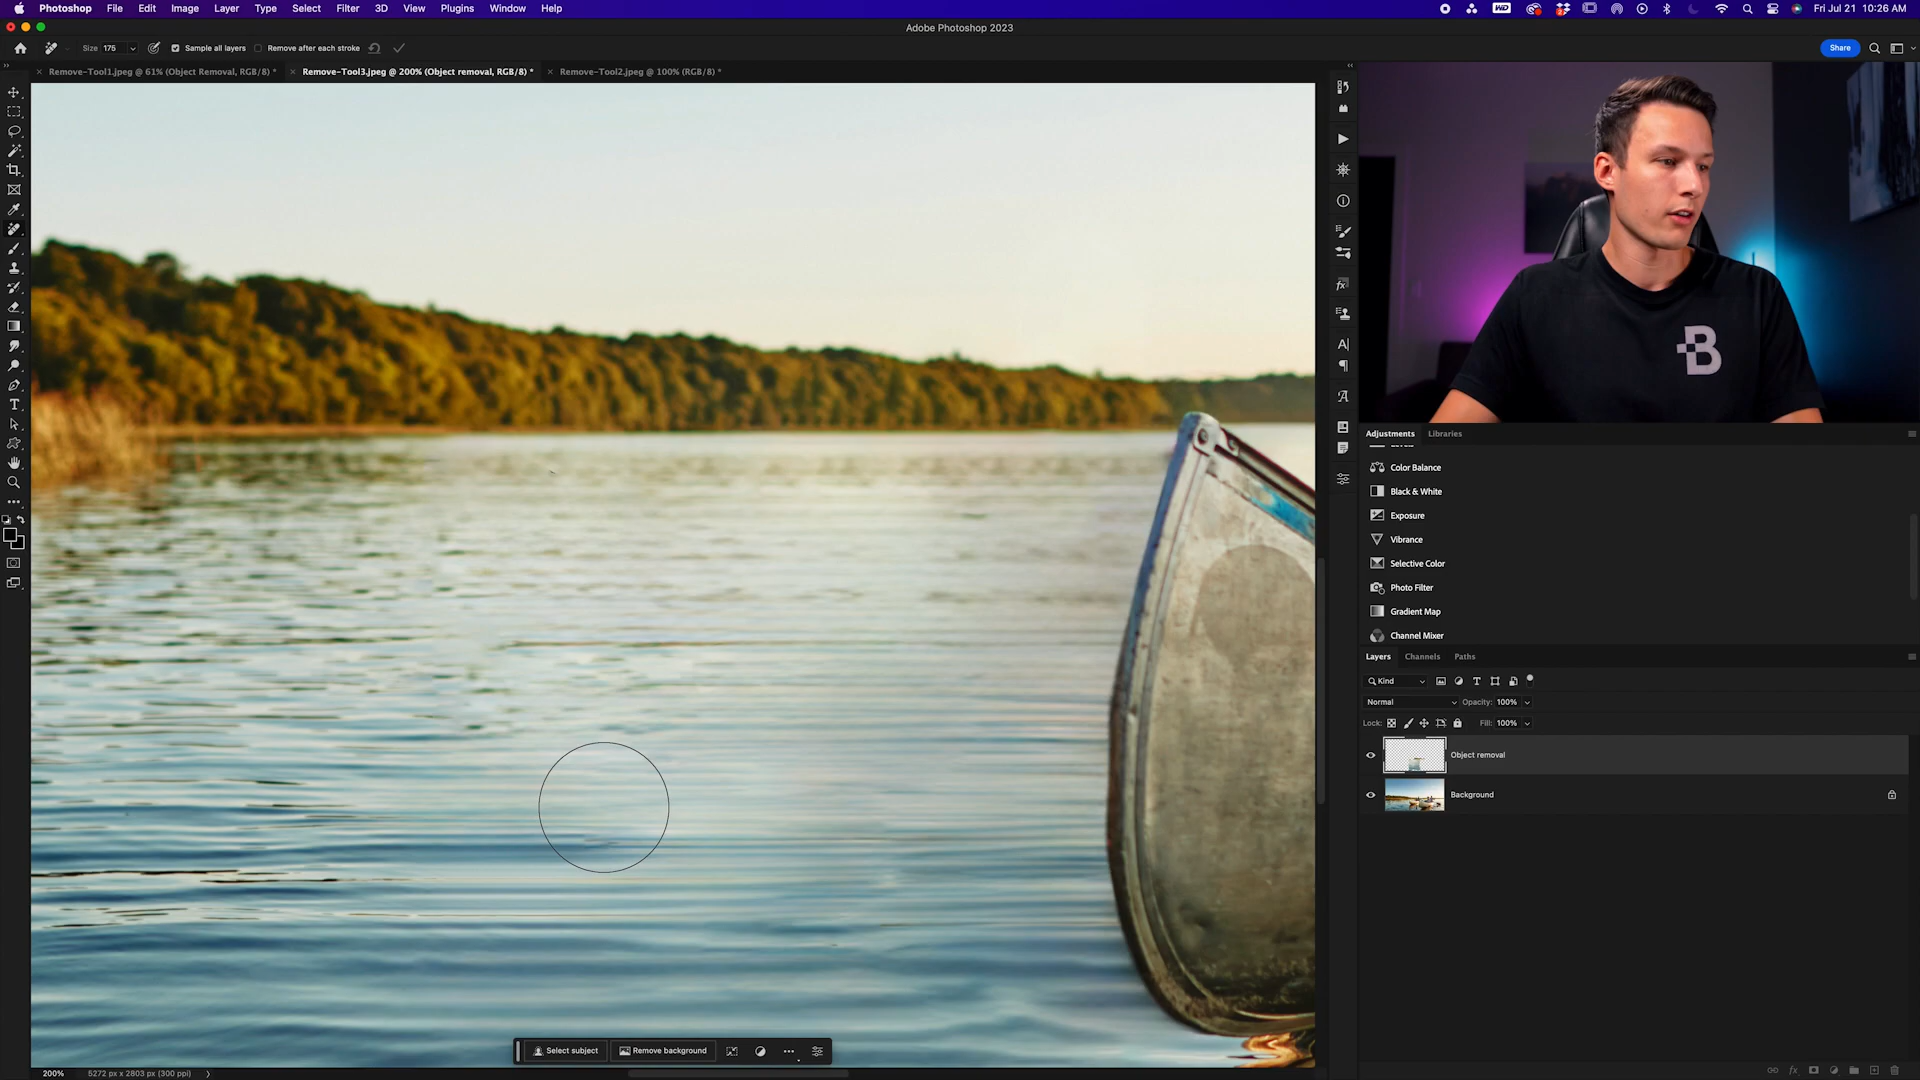 Photoshop File Edit Image Layer Type Select Filter 3D View Plugins Window Help Fri Jul 21 10:26 AM
Adobe Photoshop 2023
Size 175 Sample all layers Remove after each stroke Share
Remove-Tool1.jpeg @ 61% (Object Removal, RGB/8) * Remove-Tool3.jpeg @ 200% (Object removal, RGB/8) * Remove-Tool2.jpeg @ 100% (RGB/8) *
B
Adjustments Libraries
Color Balance
Black & White
Exposure
Vibrance
Selective Color
Photo Filter
Gradient Map
Channel Mixer
Layers Channels Paths
Kind
Normal Opacity: 100%
Lock: Fill: 100%
Object removal
Background
Select subject Remove background
200% 5272 px x 2803 px (300 ppi)